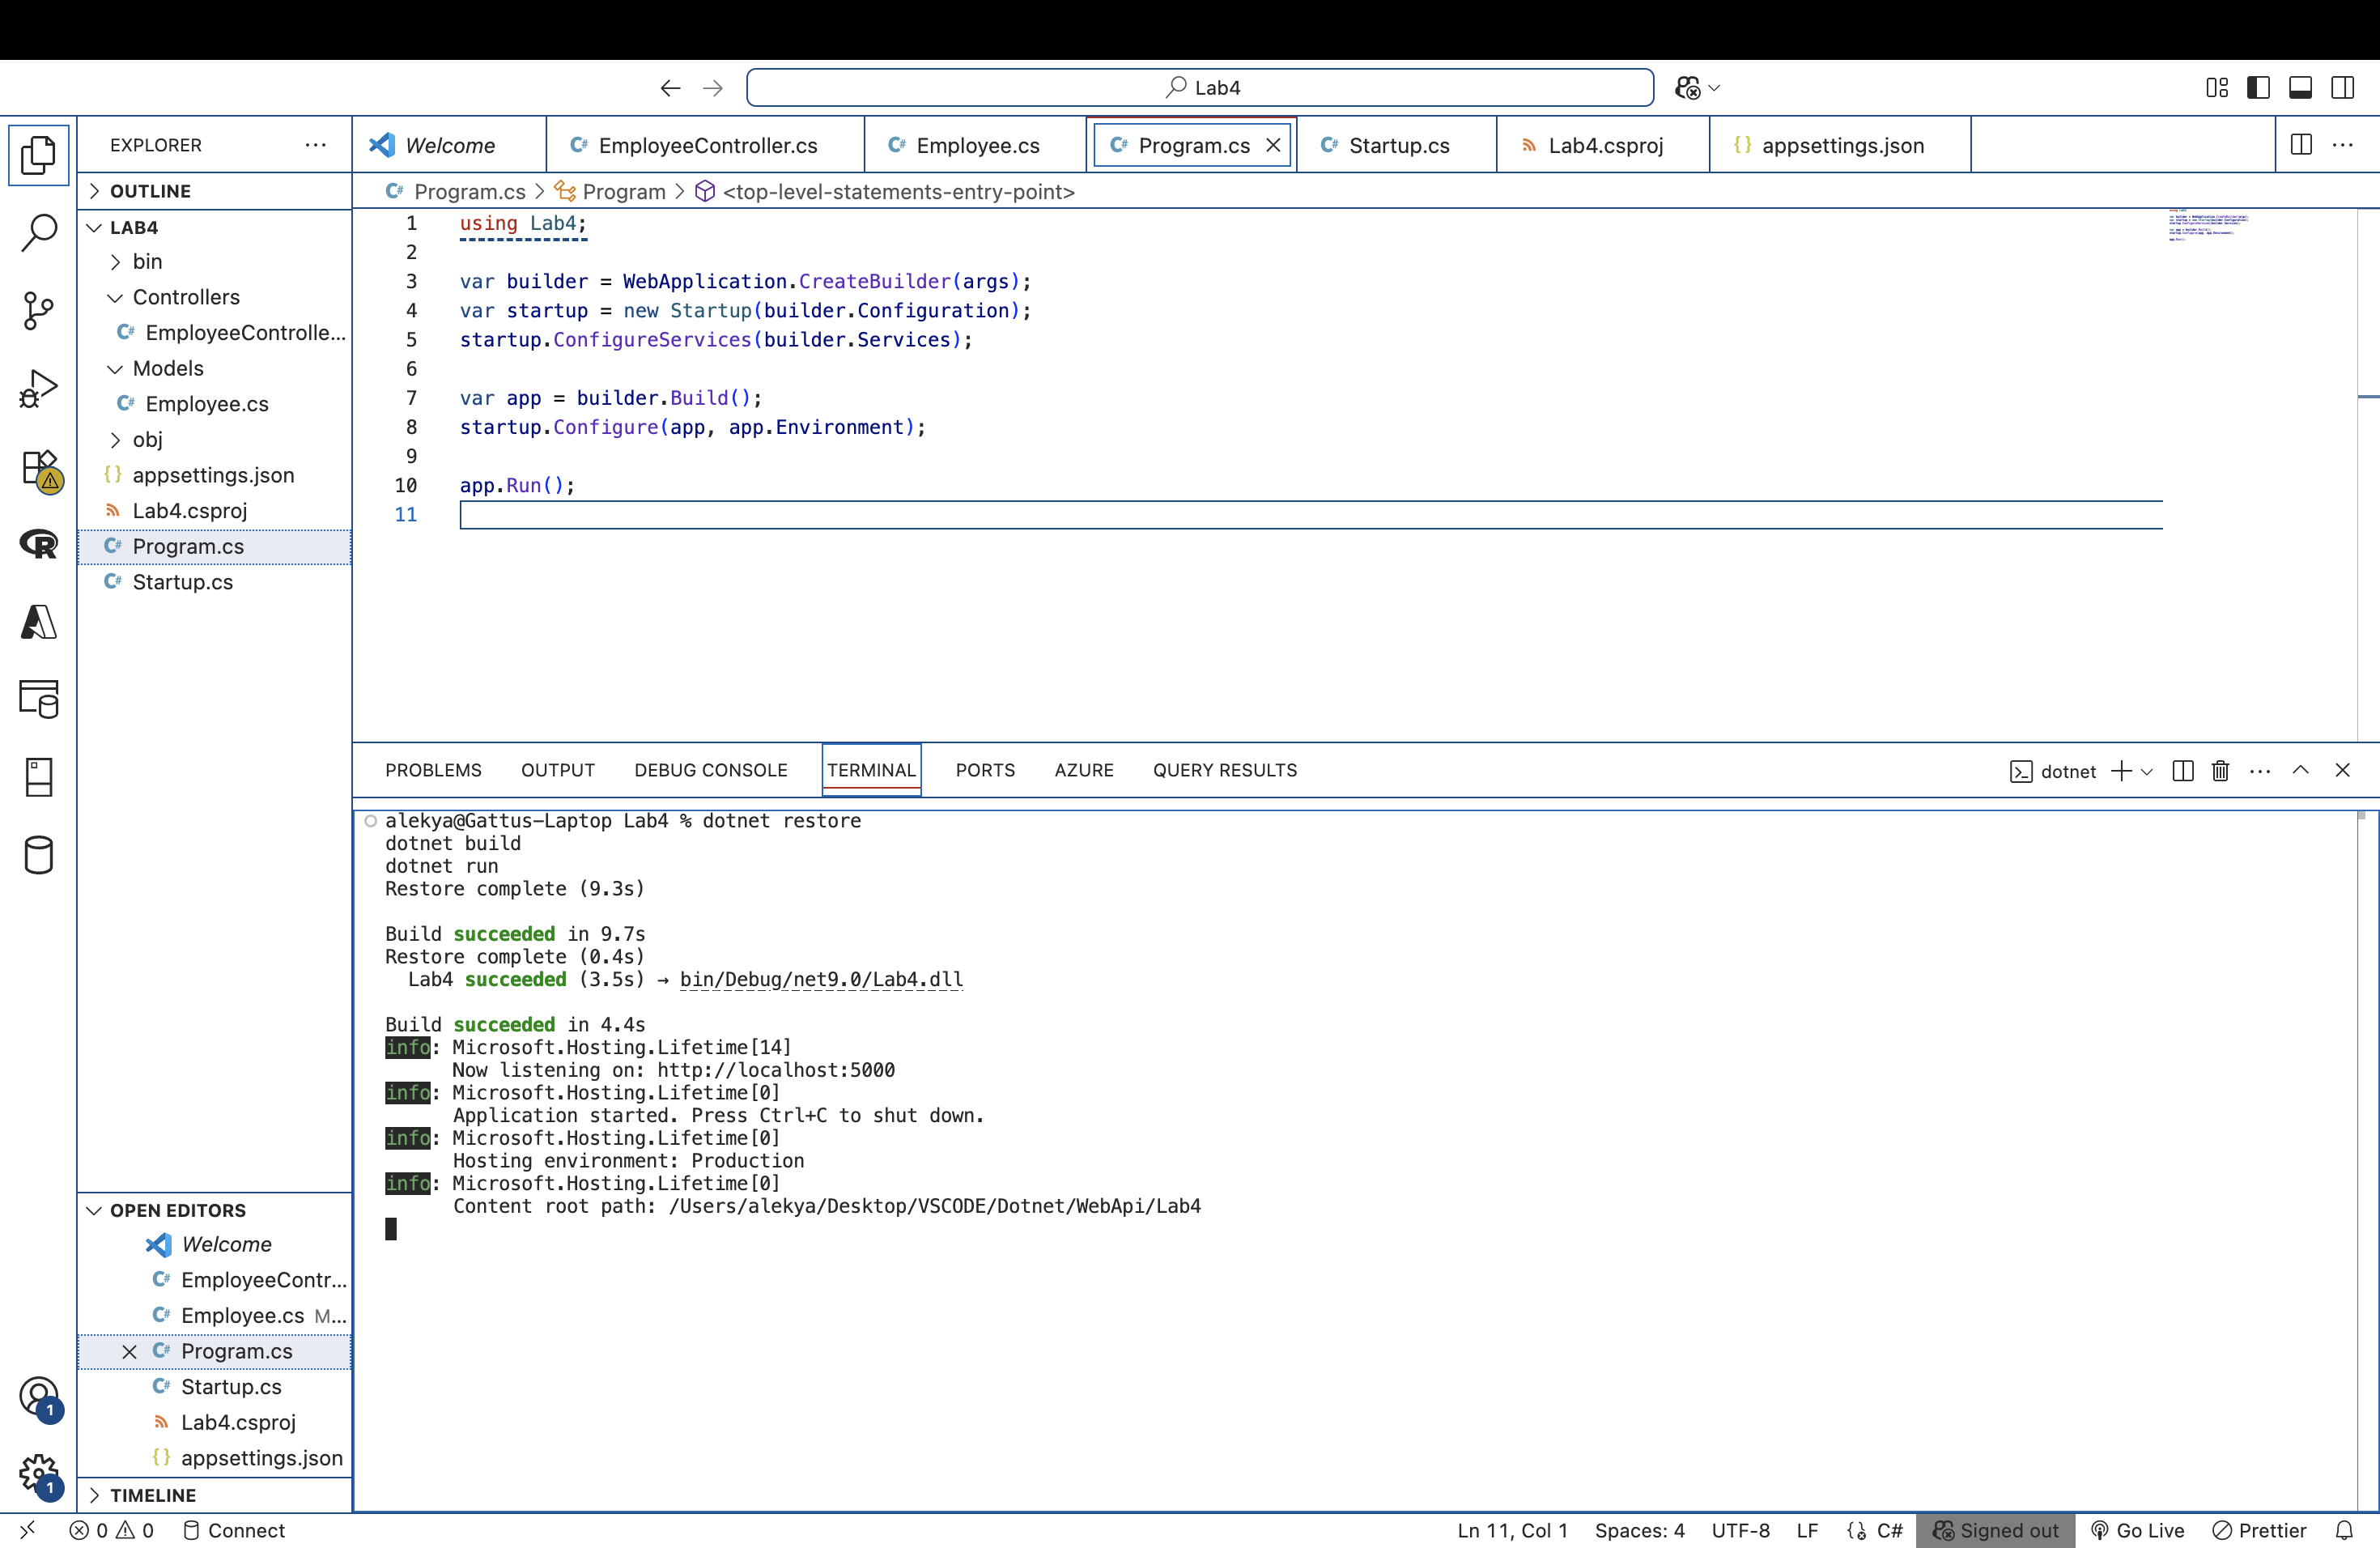 Lab4
EXPLORER
OUTLINE
LAB4
bin
Controllers
EmployeeControlle...
Models
Employee.cs
obj
appsettings.json
Lab4.csproj
Program.cs
Startup.cs
OPEN EDITORS
Welcome
EmployeeContr...
Employee.cs M...
Program.cs
Startup.cs
Lab4.csproj
appsettings.json
TIMELINE
Welcome EmployeeController.cs Employee.cs Program.cs Startup.cs Lab4.csproj appsettings.json
Program.cs > Program > <top-level-statements-entry-point>
1 using Lab4;
2
3 var builder = WebApplication.CreateBuilder(args);
4 var startup = new Startup(builder.Configuration);
5 startup.ConfigureServices(builder.Services);
6
7 var app = builder.Build();
8 startup.Configure(app, app.Environment);
9
10 app.Run();
11
PROBLEMS OUTPUT DEBUG CONSOLE TERMINAL PORTS AZURE QUERY RESULTS dotnet
alekya@Gattus-Laptop Lab4 % dotnet restore
dotnet build
dotnet run
Restore complete (9.3s)
Build succeeded in 9.7s
Restore complete (0.4s)
Lab4 succeeded (3.5s) → bin/Debug/net9.0/Lab4.dll
Build succeeded in 4.4s
info: Microsoft.Hosting.Lifetime[14]
Now listening on: http://localhost:5000
info: Microsoft.Hosting.Lifetime[0]
Application started. Press Ctrl+C to shut down.
info: Microsoft.Hosting.Lifetime[0]
Hosting environment: Production
info: Microsoft.Hosting.Lifetime[0]
Content root path: /Users/alekya/Desktop/VSCODE/Dotnet/WebApi/Lab4
1
1
0 0 Connect Ln 11, Col 1 Spaces: 4 UTF-8 LF C# Signed out Go Live Prettier